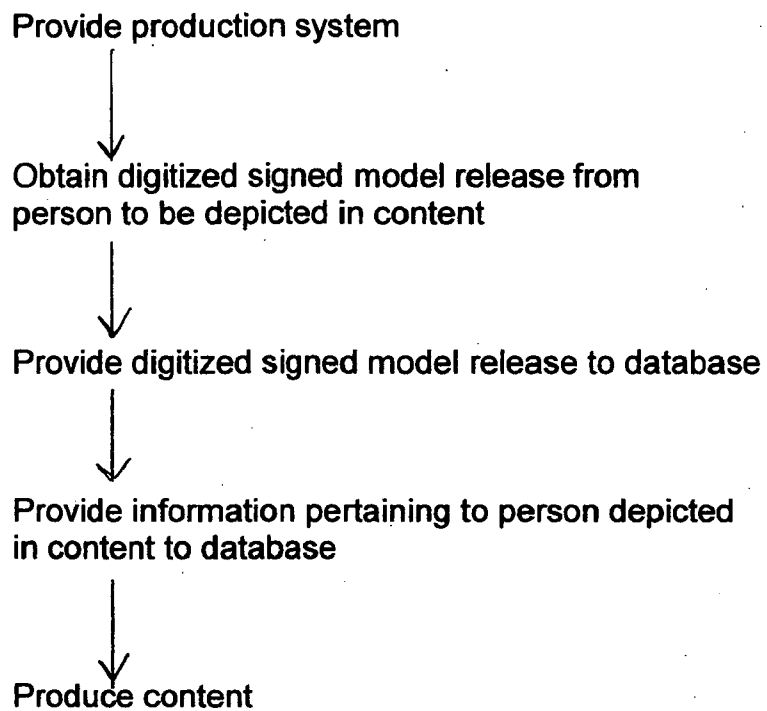 Provide production system
Obtain digitized signed model release from
person to be depicted in content
Provide digitized signed model release to database
Provide information pertaining to person depicted
in content to database
Produce content